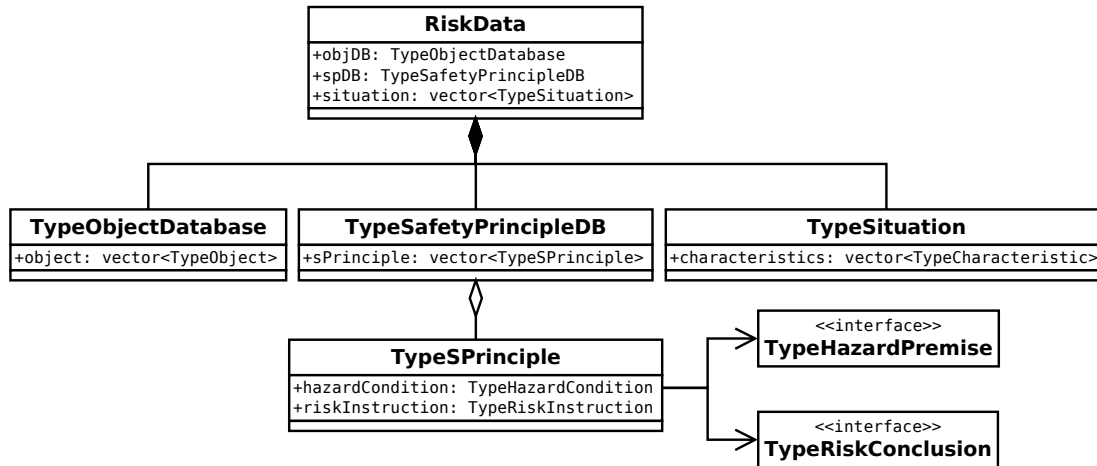 RiskData
+objDB: TypeObjectDatabase
+spDB: TypeSafetyPrincipleDB
+situation: vector<TypeSituation>
TypeObjectDatabase
+object: vector<TypeObject>
TypeSafetyPrincipleDB
+sPrinciple: vector<TypeSPrinciple>
TypeSituation
+characteristics: vector<TypeCharacteristic>
TypeSPrinciple
+hazardCondition: TypeHazardCondition
+riskInstruction: TypeRiskInstruction
<<interface>>
TypeHazardPremise
<<interface>>
TypeRiskConclusion